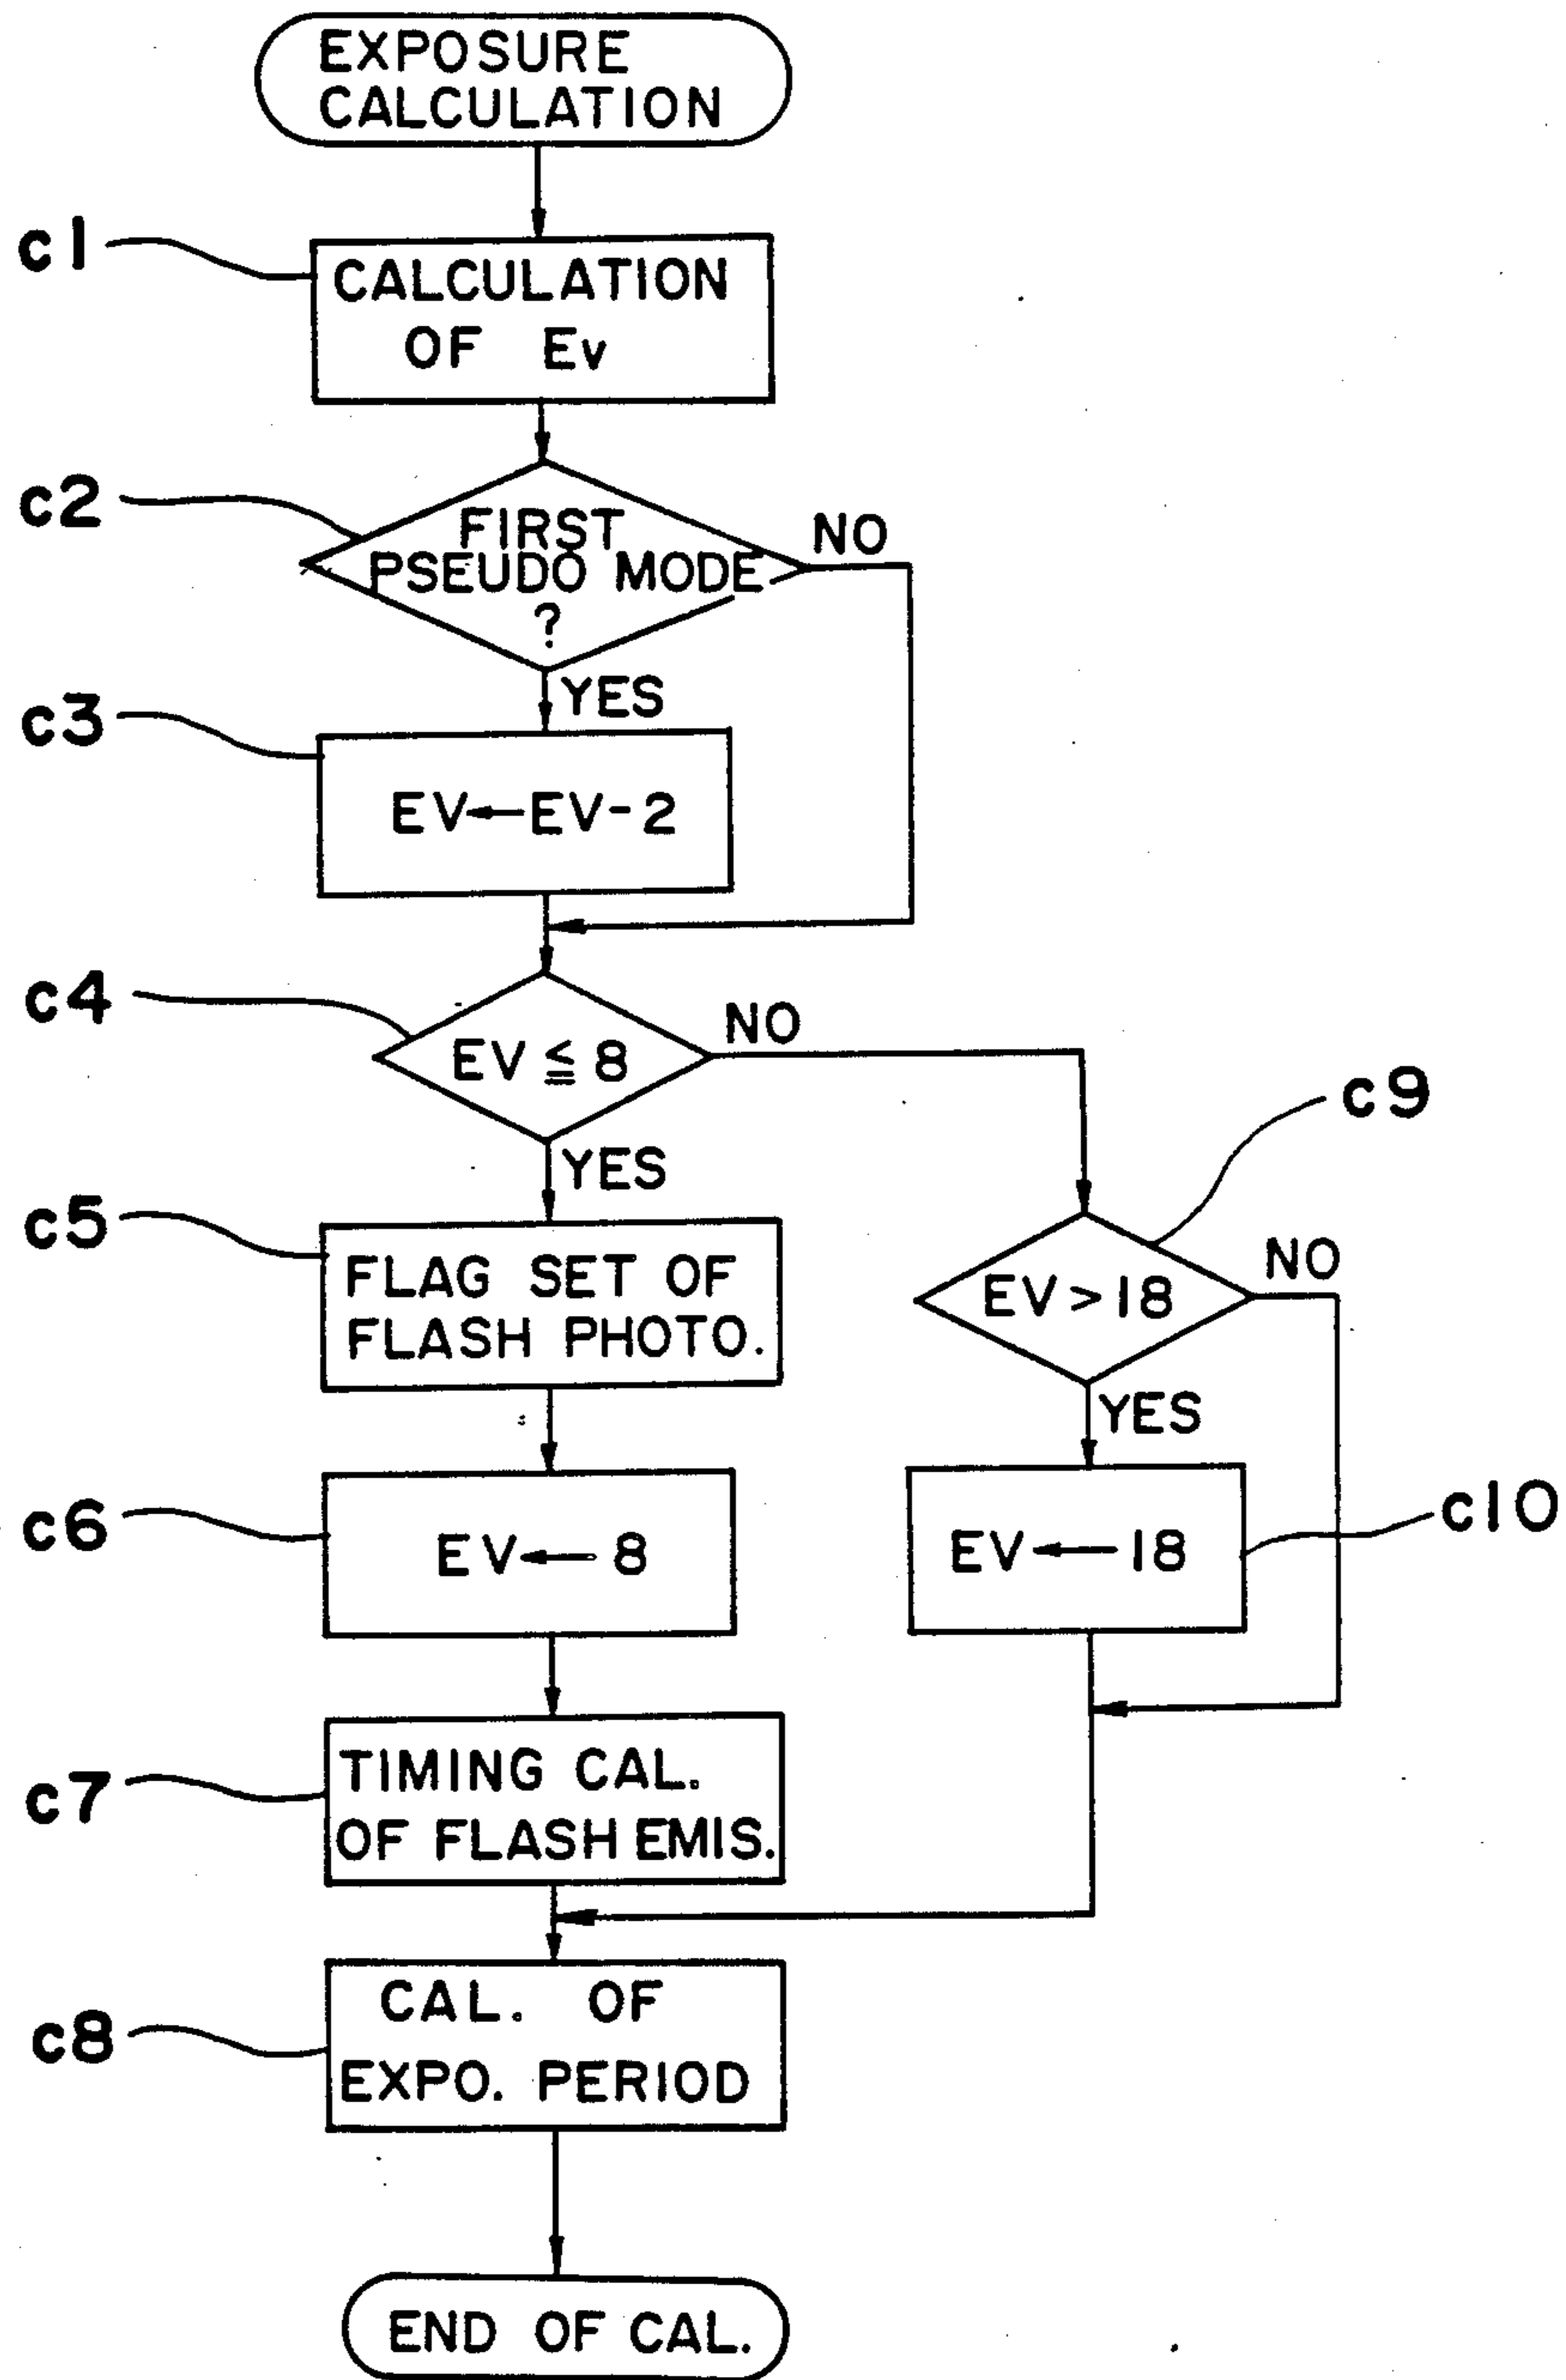 EXPOSURE
CALCULATION
c1
CALCULATION
OF Ev
c2
FIRST
PSEUDO MODE
?
NO
YES
c3
EV←EV-2
c4
EV≦8
NO
YES
c5
FLAG SET OF
FLASH PHOTO.
c9
EV>18
NO
YES
c6
EV←8
c10
EV←18
c7
TIMING CAL.
OF FLASH EMIS.
c8
CAL. OF
EXPO. PERIOD
END OF CAL.